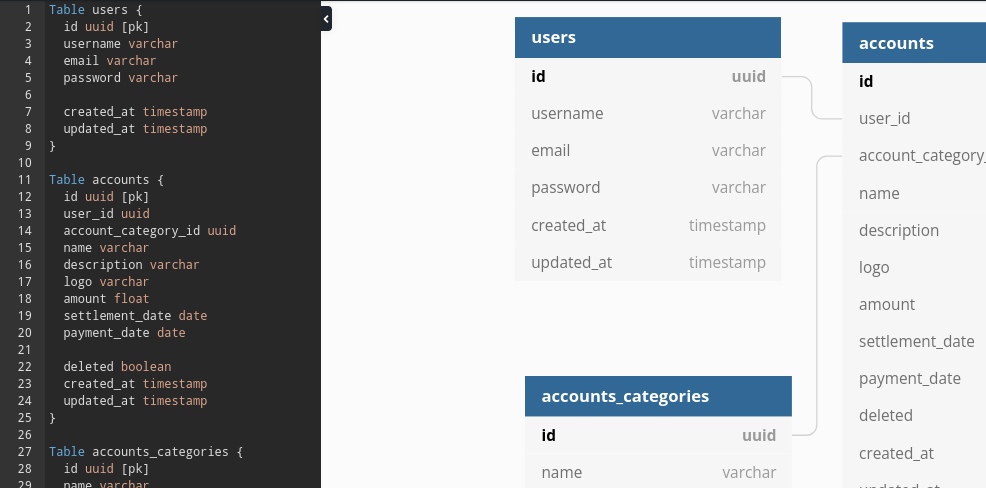 1 Table users {
2 id uuid [pk]
3 username varchar
4 email varchar
5 password varchar
6
7 created_at timestamp
8 updated_at timestamp
9 }
10
11 Table accounts {
12 id uuid [pk]
13 user_id uuid
14 account_category_id uuid
15 name varchar
16 description varchar
17 logo varchar
18 amount float
19 settlement_date date
20 payment_date date
21
22 deleted boolean
23 created_at timestamp
24 updated_at timestamp
25 }
26
27 Table accounts_categories {
28 id uuid [pk]
29 name varchar
users
id uuid
username varchar
email varchar
password varchar
created_at timestamp
updated_at timestamp
accounts_categories
id uuid
name varchar
accounts
id
user_id
account_category_
name
description
logo
amount
settlement_date
payment_date
deleted
created_at
updated_at